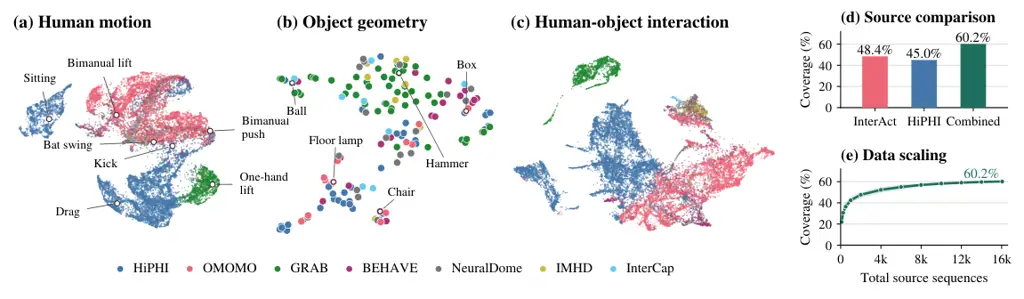 (a) Human motion
Sitting
Bimanual lift
Bat swing
Kick
Drag
Bimanual
push
One-hand
lift
(b) Object geometry
Ball
Box
Floor lamp
Hammer
Chair
(c) Human-object interaction
HiPHI
OMOMO
GRAB
BEHAVE
NeuralDome
IMHD
InterCap
(d) Source comparison
Coverage (%)
60
40
20
0
48.4%
45.0%
60.2%
InterAct
HiPHI
Combined
(e) Data scaling
Coverage (%)
60
40
20
0
60.2%
0
4k
8k
12k
16k
Total source sequences